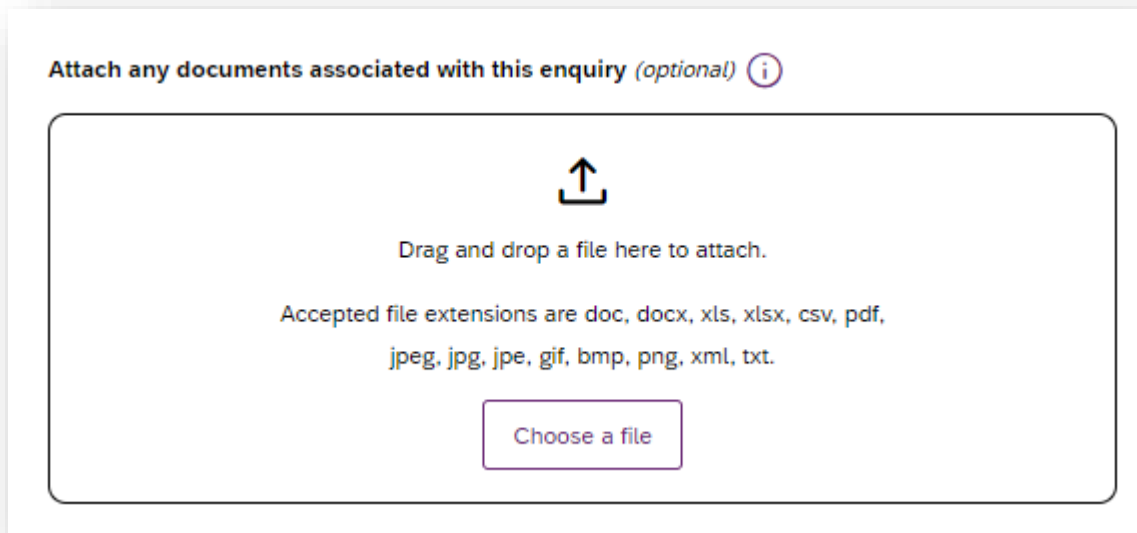 Attach any documents associated with this enquiry (optional) i
Drag and drop a file here to attach.
Accepted file extensions are doc, docx, xls, xlsx, csv, pdf,
jpeg, jpg, jpe, gif, bmp, png, xml, txt.
Choose a file